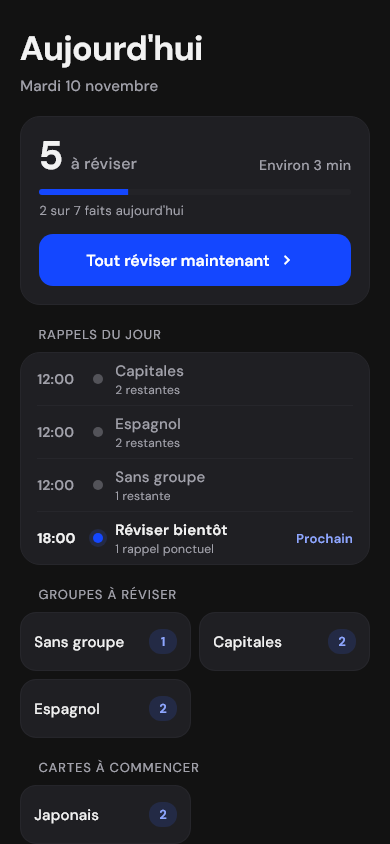 Aujourd'hui
Mardi 10 novembre
5 à réviser
Environ 3 min
2 sur 7 faits aujourd'hui
Tout réviser maintenant
RAPPELS DU JOUR
12:00 Capitales
2 restantes
12:00 Espagnol
2 restantes
12:00 Sans groupe
1 restante
18:00 Réviser bientôt Prochain
1 rappel ponctuel
GROUPES À RÉVISER
Sans groupe 1
Capitales 2
Espagnol 2
CARTES À COMMENCER
Japonais 2